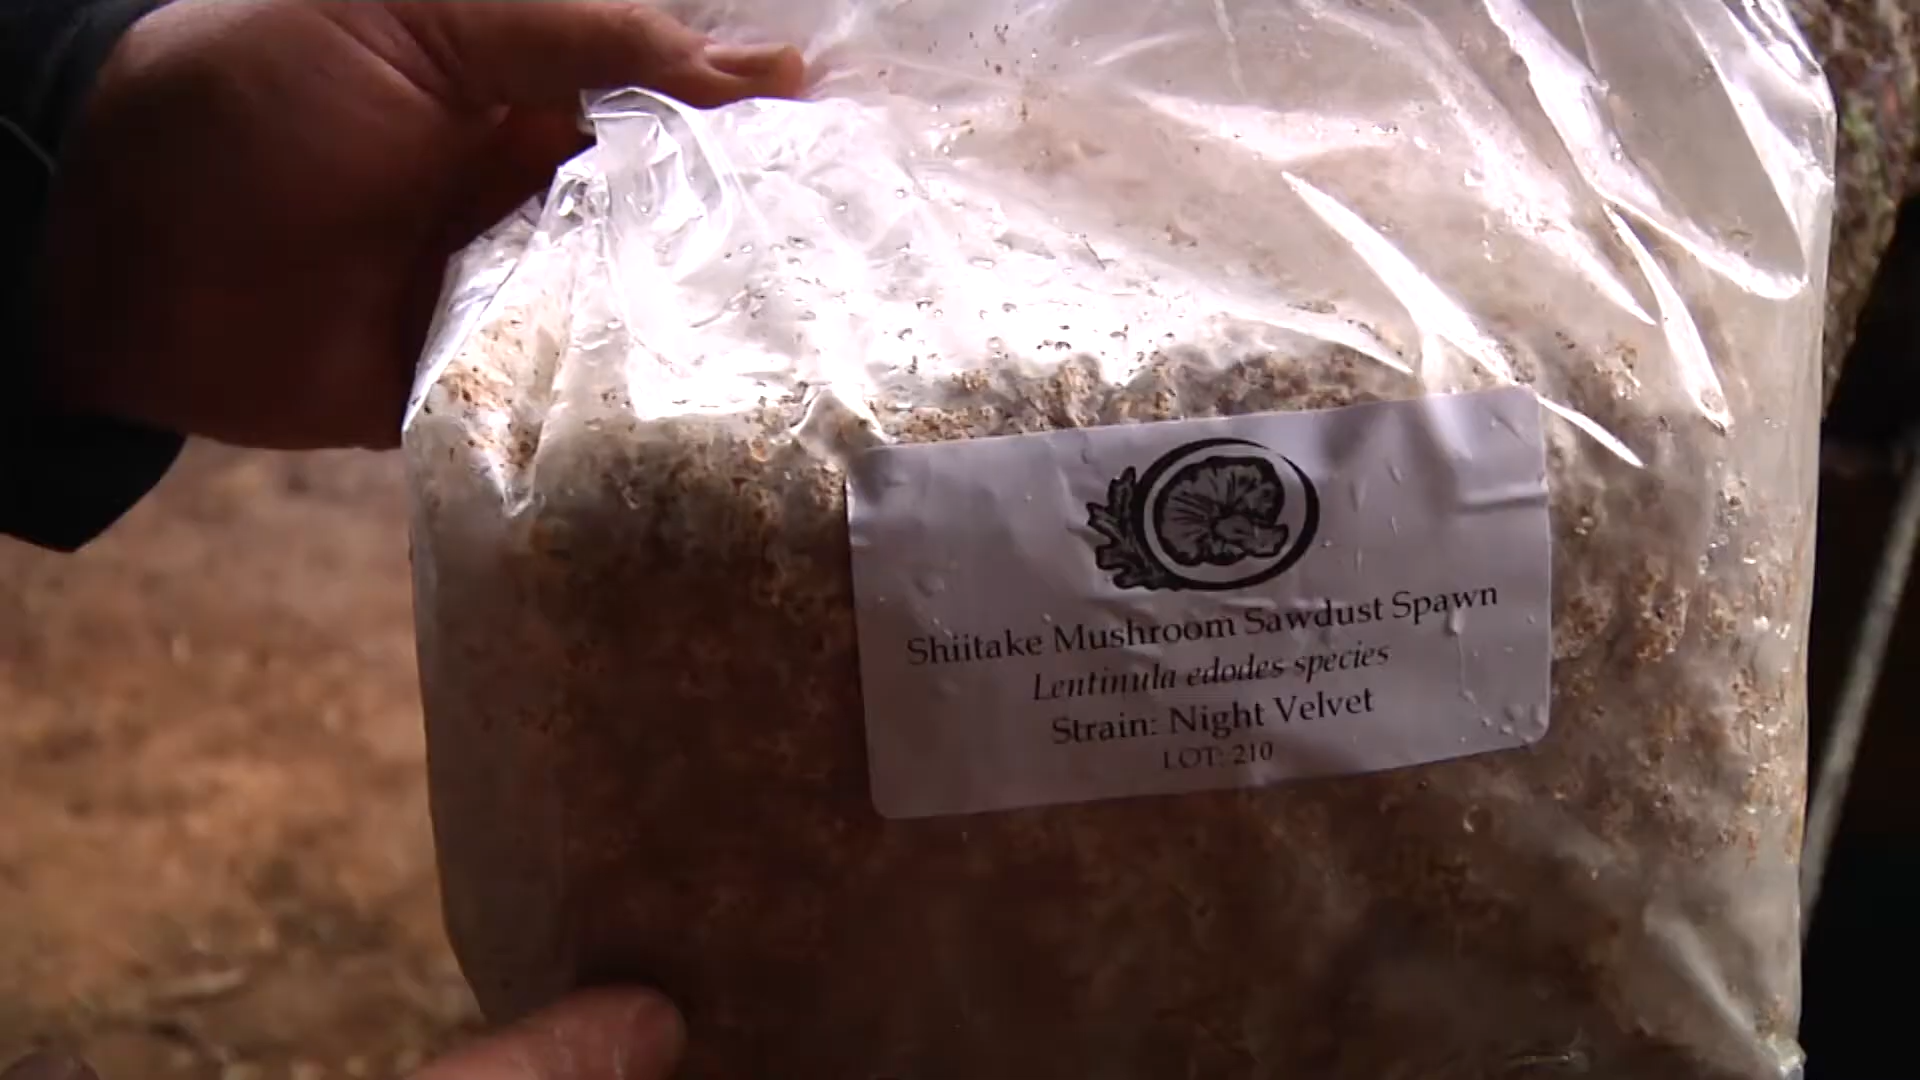 Shiitake Mushroom Sawdust Spawn
Lentinula edodes species
Strain: Night Velvet
LOT: 210